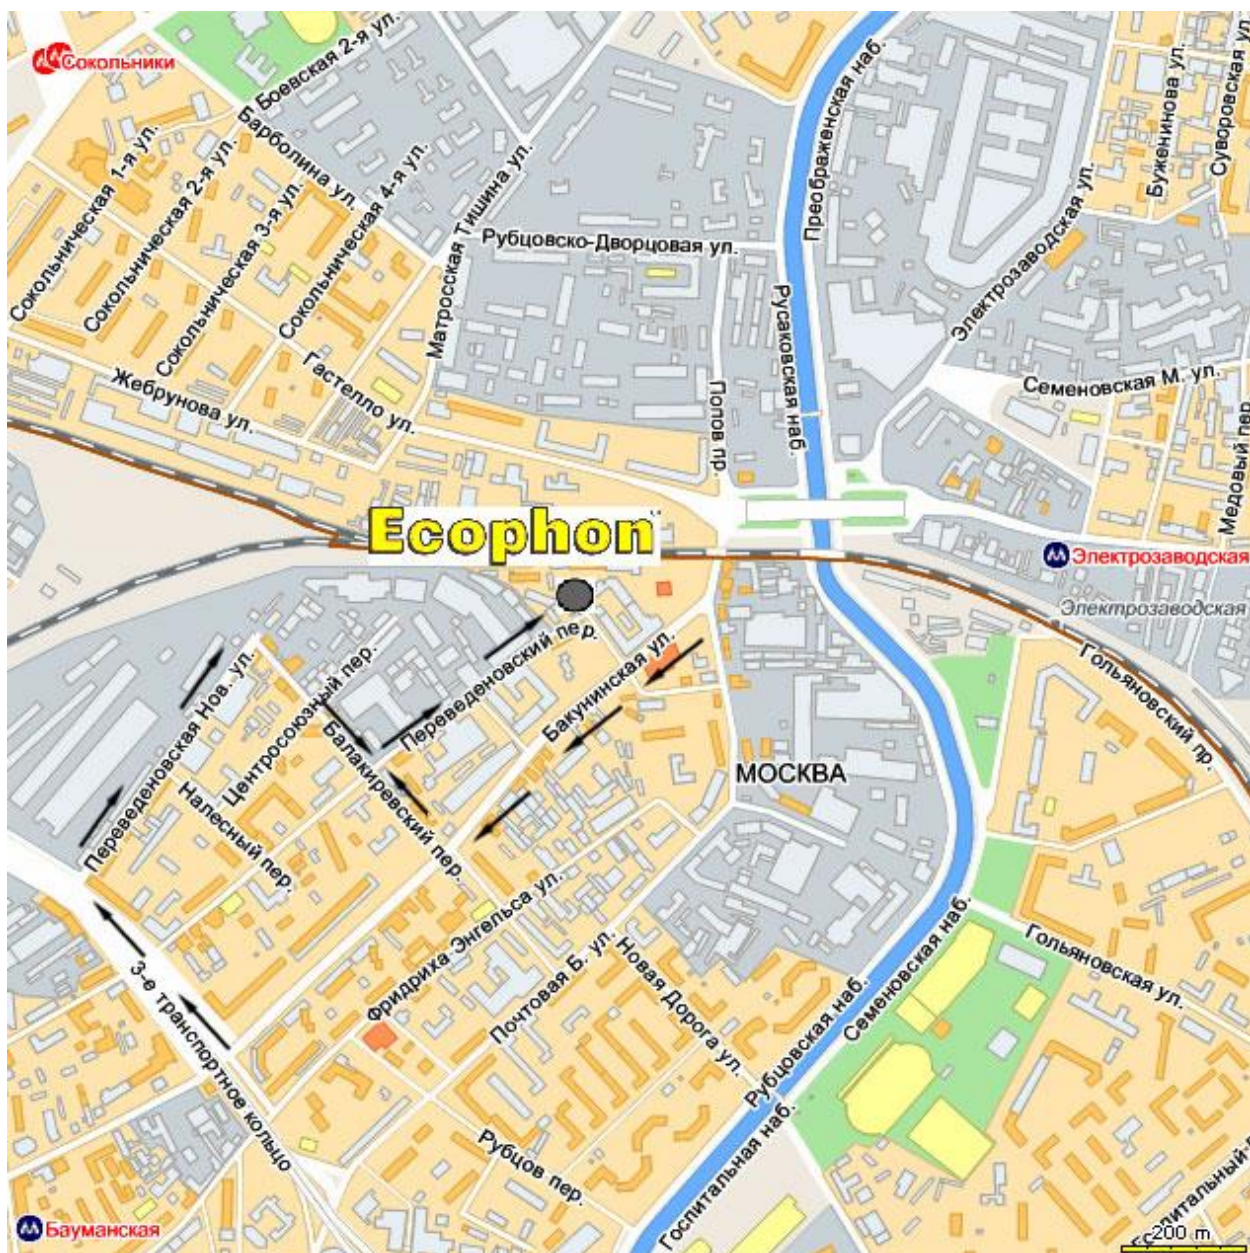 Сокольники
Боевская 2-я ул.
Преображенская наб.
Буженинова ул.
Суворовская ул.
Барболина ул.
Сокольническая 1-я ул.
Сокольническая 2-я ул.
Сокольническая 3-я ул.
Сокольническая 4-я ул.
Матросская Тишина ул.
Рубцовско-Дворцовая ул.
Электрозаводская ул.
Русаковская наб.
Гастелло ул.
Жебрунова ул.
Попов пр.
Семеновская М. ул.
Медовый пер.
Ecophon
Электрозаводская
Электрозаводская
Переведеновский пер.
Бакунинская ул.
Гольяновский пр.
Переведеновская Нов. ул.
Центросоюзный пер.
Балакиревский пер.
МОСКВА
Налесный пер.
Фридриха Энгельса ул.
Почтовая Б. ул.
Новая Дорога ул.
Семеновская наб.
Гольяновская ул.
3-е транспортное кольцо
Рубцовская наб.
Рубцов пер.
Госпитальная наб.
Бауманская
200 m